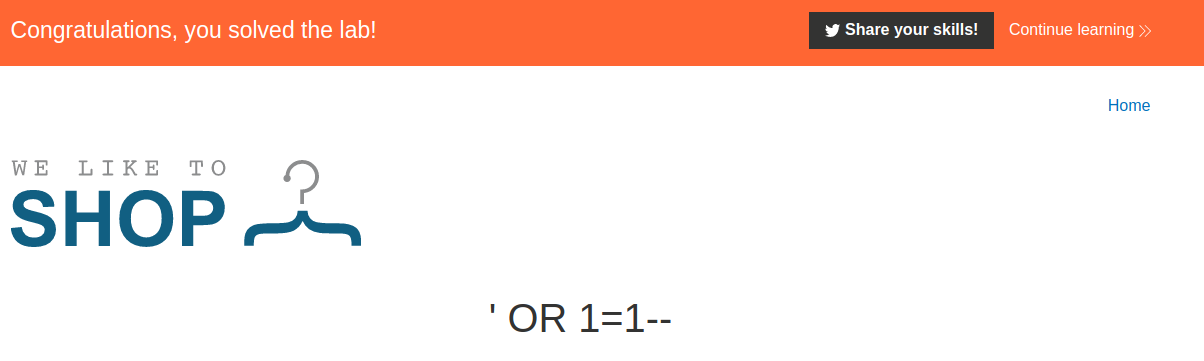 Congratulations, you solved the lab!
Share your skills!
Continue learning
Home
WE LIKE TO
SHOP
' OR 1=1--